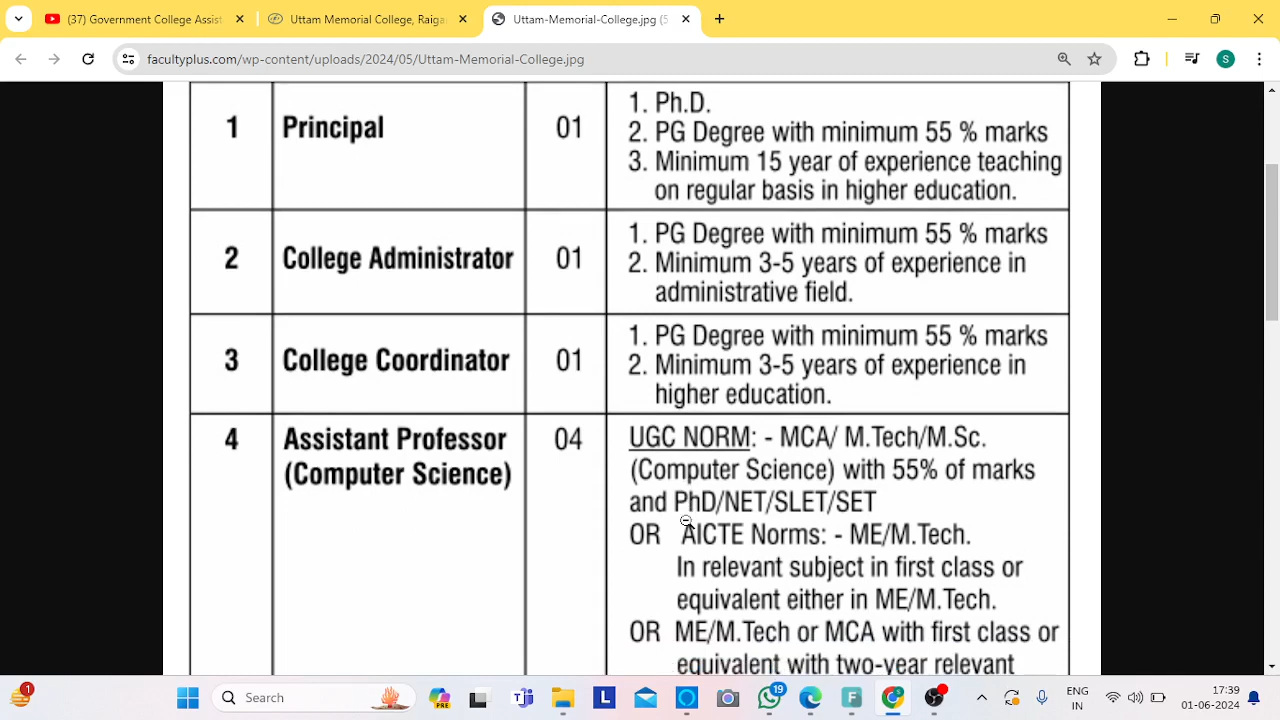 (37) Government College Assist
Uttam Memorial College, Raiga
Uttam-Memorial-College.jpg (5
facultyplus.com/wp-content/uploads/2024/05/Uttam-Memorial-College.jpg
S
1 Principal 01
1. Ph.D.
2. PG Degree with minimum 55 % marks
3. Minimum 15 year of experience teaching
on regular basis in higher education.
2 College Administrator 01
1. PG Degree with minimum 55 % marks
2. Minimum 3-5 years of experience in
administrative field.
3 College Coordinator 01
1. PG Degree with minimum 55 % marks
2. Minimum 3-5 years of experience in
higher education.
4 Assistant Professor
(Computer Science)
04
UGC NORM: - MCA/ M.Tech/M.Sc.
(Computer Science) with 55% of marks
and PhD/NET/SLET/SET
OR AICTE Norms: - ME/M.Tech.
In relevant subject in first class or
equivalent either in ME/M.Tech.
OR ME/M.Tech or MCA with first class or
equivalent with two-year relevant
1
Search
PRE
L
19
F
S
ENG
IN
17:39
01-06-2024